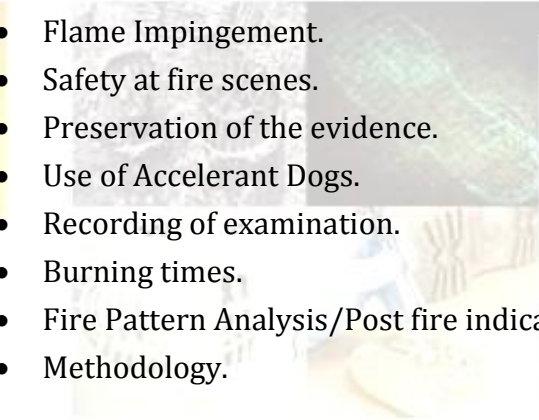 • Flame Impingement.
• Safety at fire scenes.
• Preservation of the evidence.
• Use of Accelerant Dogs.
• Recording of examination.
• Burning times.
• Fire Pattern Analysis/Post fire
• Methodology.